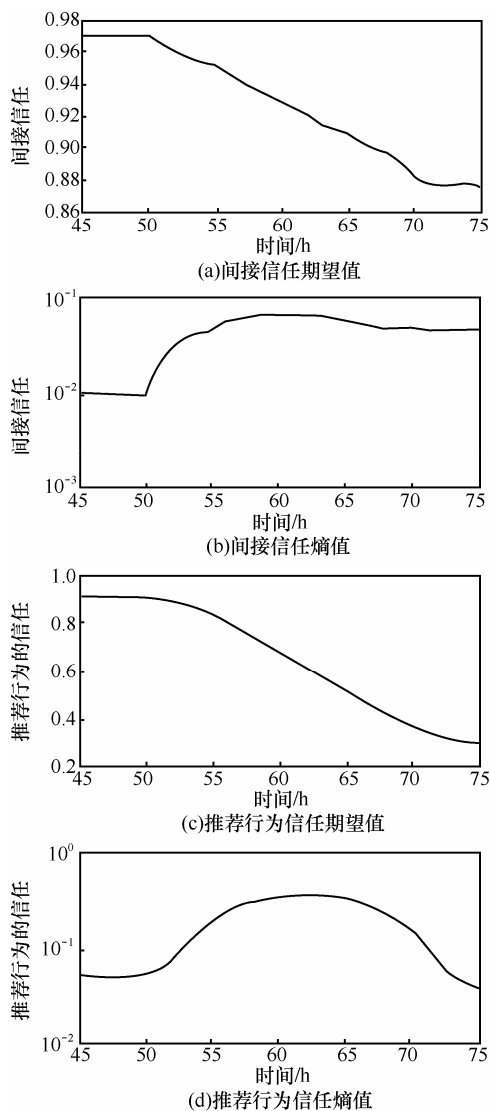 0.98
0.96
0.94
0.92
0.90
0.88
0.86
间接信任
45 50 55 60 65 70 75
时间/h
(a)间接信任期望值
10⁻¹
10⁻²
10⁻³
间接信任
45 50 55 60 65 70 75
时间/h
(b)间接信任熵值
1.0
0.8
0.6
0.4
0.2
推荐行为的信任
45 50 55 60 65 70 75
时间/h
(c)推荐行为信任期望值
10⁰
10⁻¹
10⁻²
推荐行为的信任
45 50 55 60 65 70 75
时间/h
(d)推荐行为信任熵值